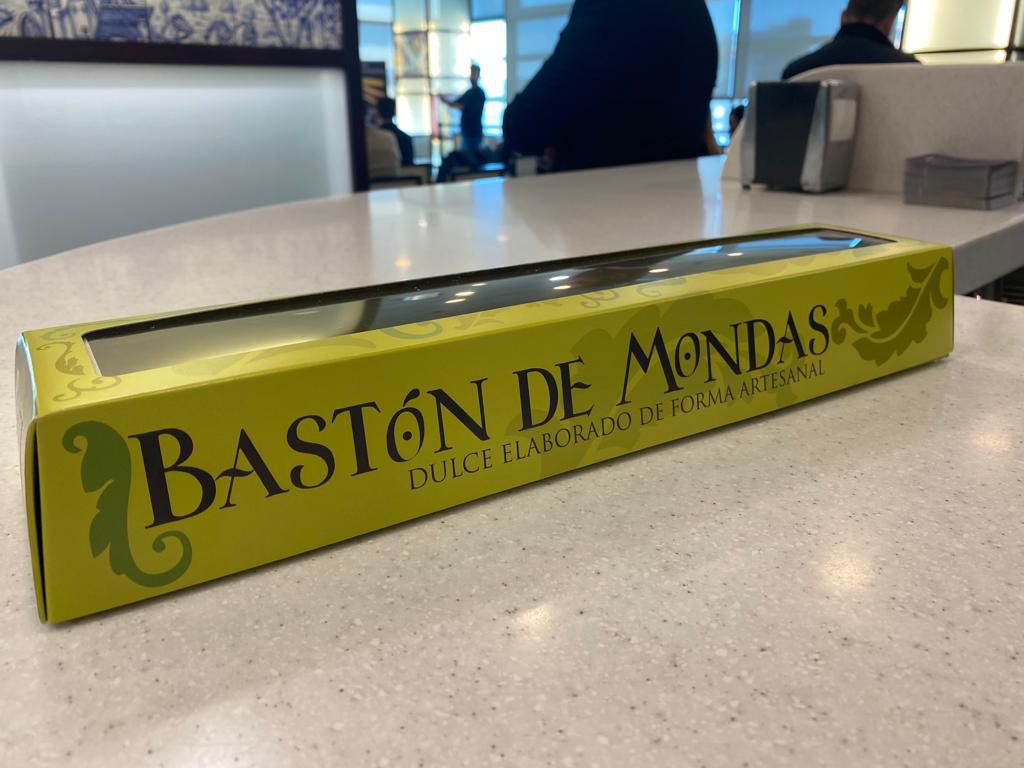 BASTÓN DE MONDAS
DULCE ELABORADO DE FORMA ARTESANAL